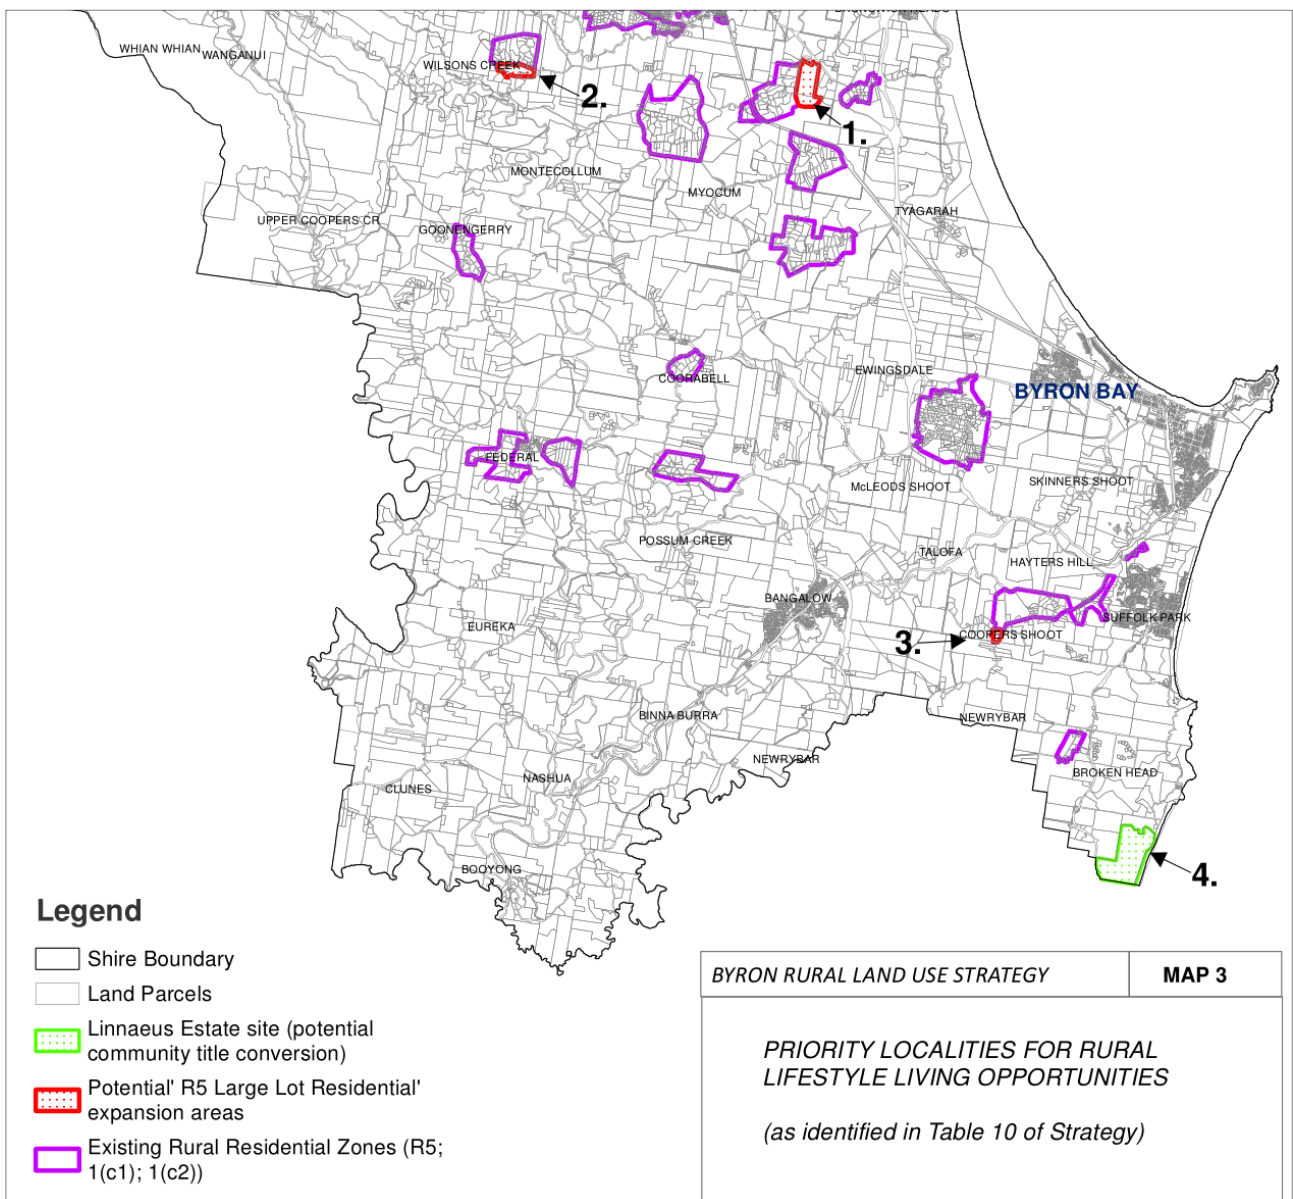 WHIAN WHIAN
WANGANUI
WILSONS CREEK
2.
1.
MONTECOLLUM
MYOCUM
TYAGARAH
UPPER COOPERS CR
GOONENGERRY
COORABELL
EWINGSDALE
BYRON BAY
FEDERAL
McLEODS SHOOT
SKINNERS SHOOT
POSSUM CREEK
TALOFA
HAYTERS HILL
BANGALOW
SUFFOLK PARK
EUREKA
3.
COOPERS SHOOT
BINNA BURRA
NEWRYBAR
NEWRYBAR
BROKEN HEAD
NASHUA
CLUNES
BOOYONG
4.
Legend
Shire Boundary
Land Parcels
Linnaeus Estate site (potential
community title conversion)
Potential' R5 Large Lot Residential'
expansion areas
Existing Rural Residential Zones (R5;
1(c1); 1(c2))
BYRON RURAL LAND USE STRATEGY
MAP 3
PRIORITY LOCALITIES FOR RURAL
LIFESTYLE LIVING OPPORTUNITIES
(as identified in Table 10 of Strategy)